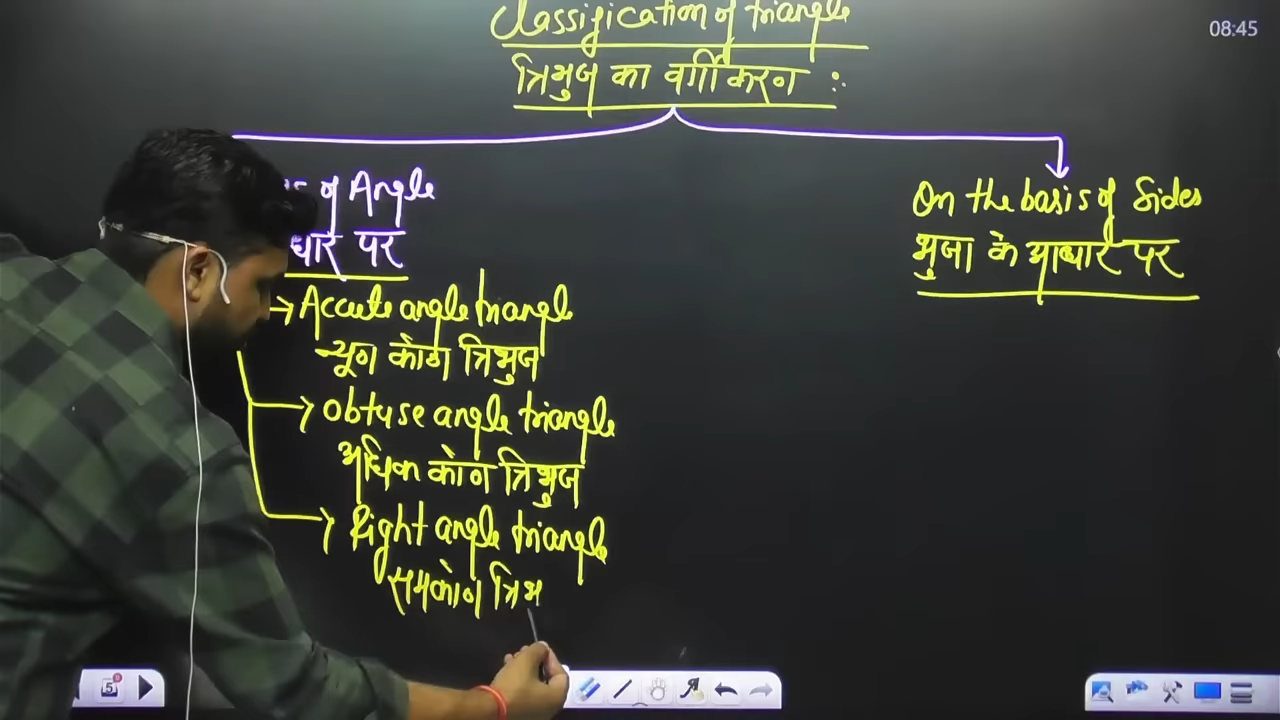 Classification of triangle
त्रिभुज का वर्गीकरण :
of Angle
धार पर
On the basis of Sides
भुजा के आधार पर
→ Accute angle triangle
न्यून कोण त्रिभुज
→ Obtuse angle triangle
अधिक कोण त्रिभुज
→ Right angle triangle
समकोण त्रिभ
08:45